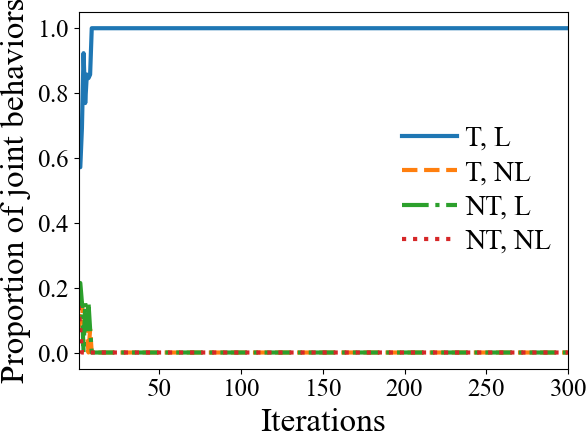 Proportion of joint behaviors
1.0
0.8
0.6
0.4
0.2
0.0
T, L
T, NL
NT, L
NT, NL
50 100 150 200 250 300
Iterations